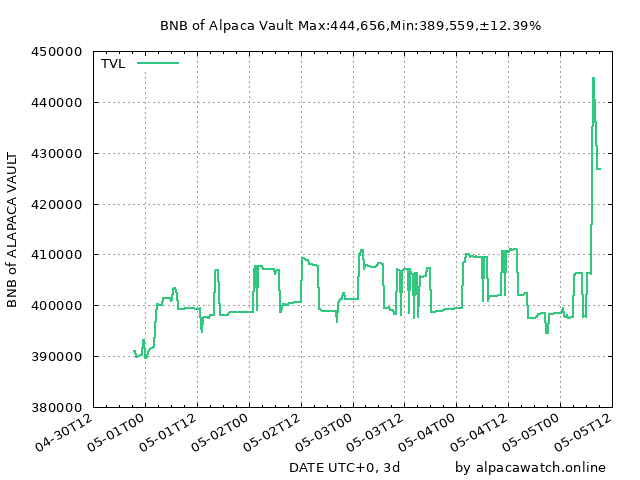 BNB of Alpaca Vault Max:444,656,Min:389,559,±12.39%
TVL
BNB of ALAPACA VAULT
450000
440000
430000
420000
410000
400000
390000
380000
04-30T12
05-01T00
05-01T12
05-02T00
05-02T12
05-03T00
05-03T12
05-04T00
05-04T12
05-05T00
05-05T12
DATE UTC+0, 3d
by alpacawatch.online